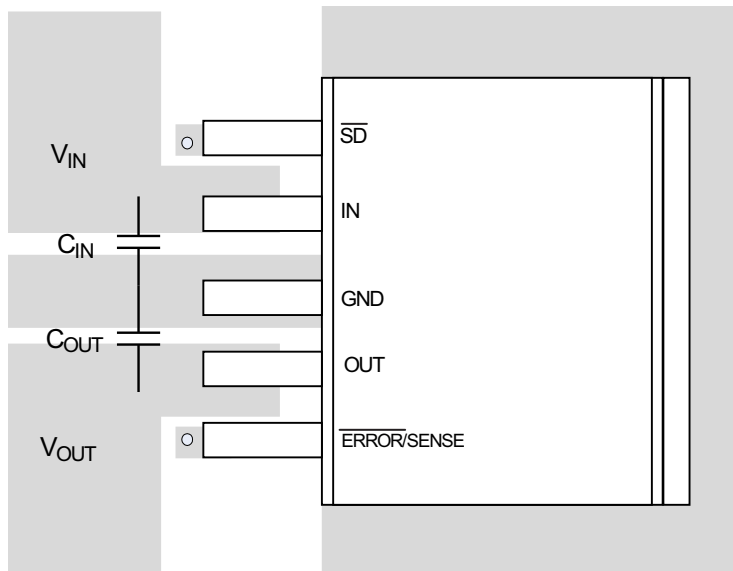 SD
V_IN
IN
C_IN
GND
C_OUT
OUT
V_OUT
ERROR/SENSE